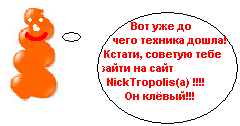 Вот уже до
чего техника дошла!
Кстати, советую тебе
зайти на сайт
NickTropolis(а) !!!!
Он клёвый!!!